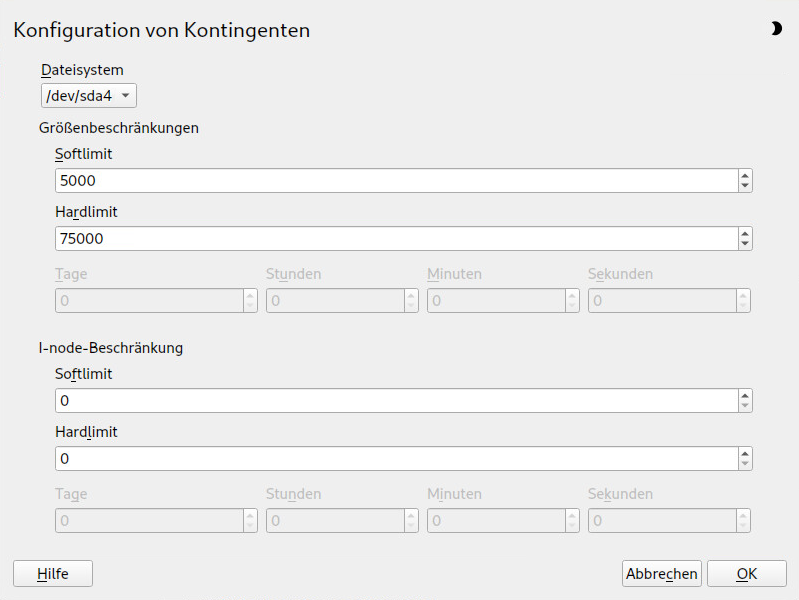 Konfiguration von Kontingenten
Dateisystem
/dev/sda4
Größenbeschränkungen
Softlimit
5000
Hardlimit
75000
Tage Stunden Minuten Sekunden
0 0 0 0
I-node-Beschränkung
Softlimit
0
Hardlimit
0
Tage Stunden Minuten Sekunden
0 0 0 0
Hilfe Abbrechen OK